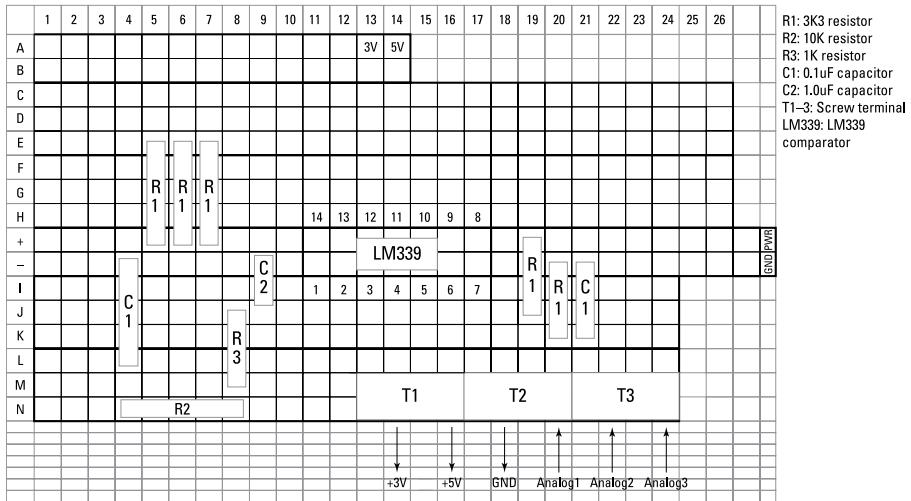 1 2 3 4 5 6 7 8 9 10 11 12 13 14 15 16 17 18 19 20 21 22 23 24 25 26
A 3V 5V
B
C
D
E
F
G
H 14 13 12 11 10 9 8
+ PWR
– GND
I 1 2 3 4 5 6 7
J
K
L
M
N
R1
R1
R1
LM339
C1
C2
R3
R2
R1
R1
C1
T1 T2 T3
+3V +5V GND Analog1 Analog2 Analog3
R1: 3K3 resistor
R2: 10K resistor
R3: 1K resistor
C1: 0.1uF capacitor
C2: 1.0uF capacitor
T1–3: Screw terminal
LM339: LM339
comparator